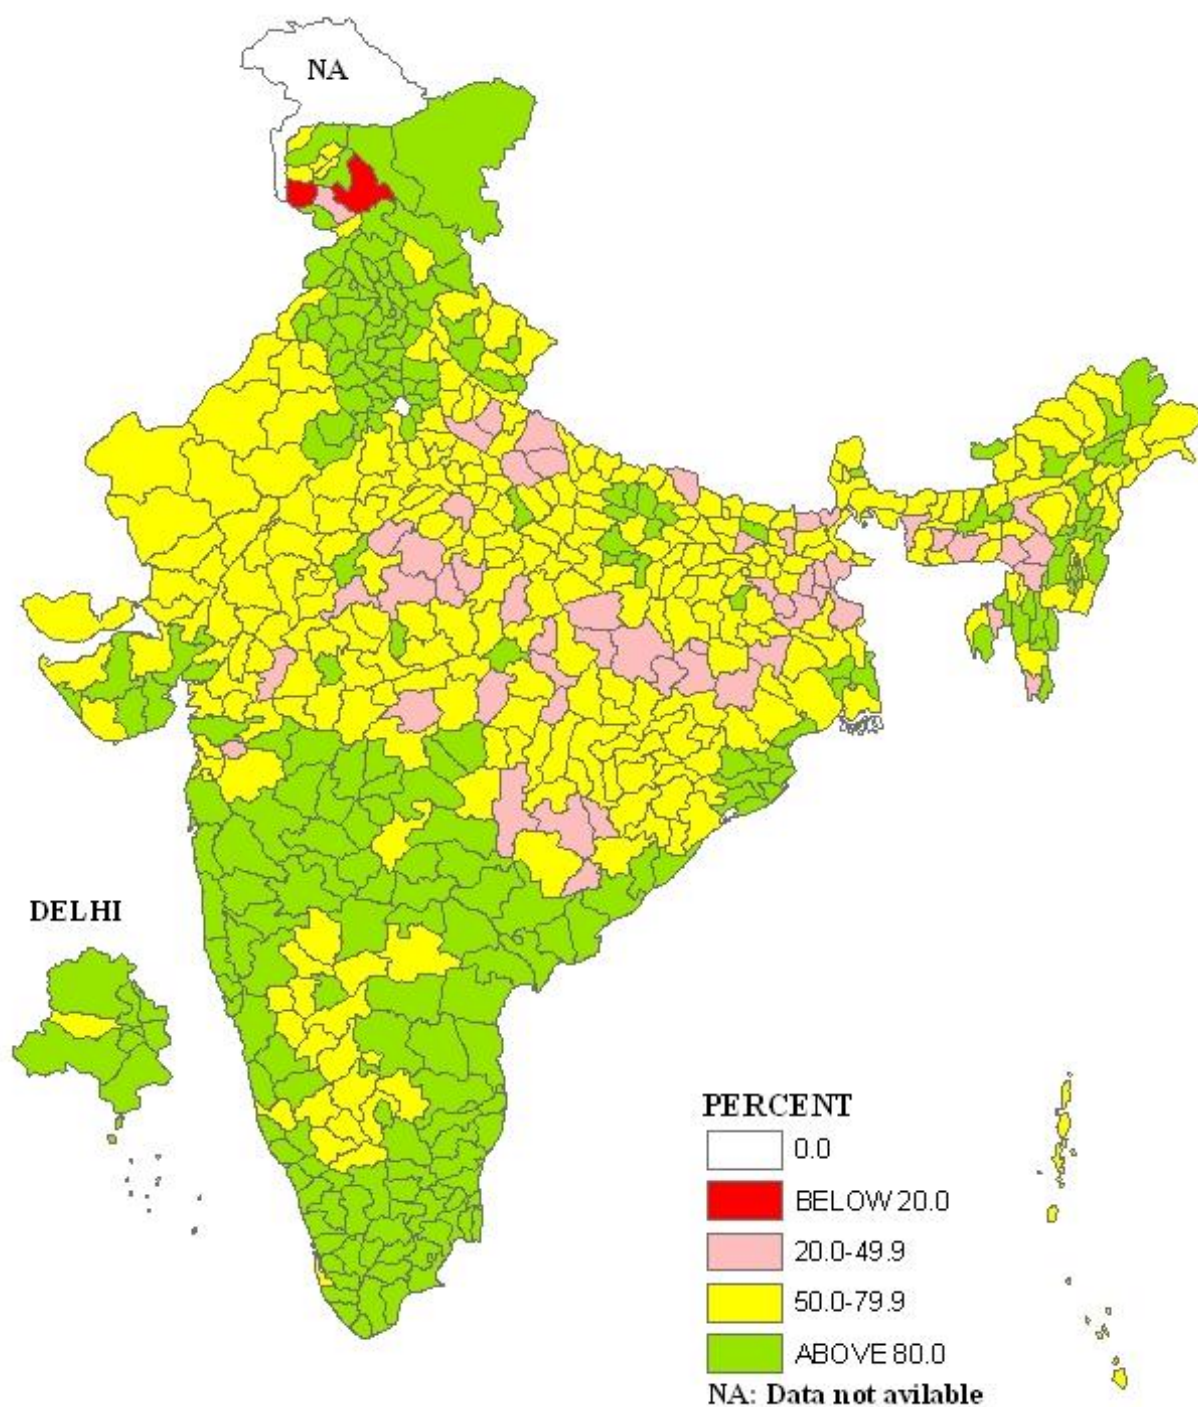 NA
DELHI
PERCENT
0.0
BELOW 20.0
20.0-49.9
50.0-79.9
ABOVE 80.0
NA: Data not avilable